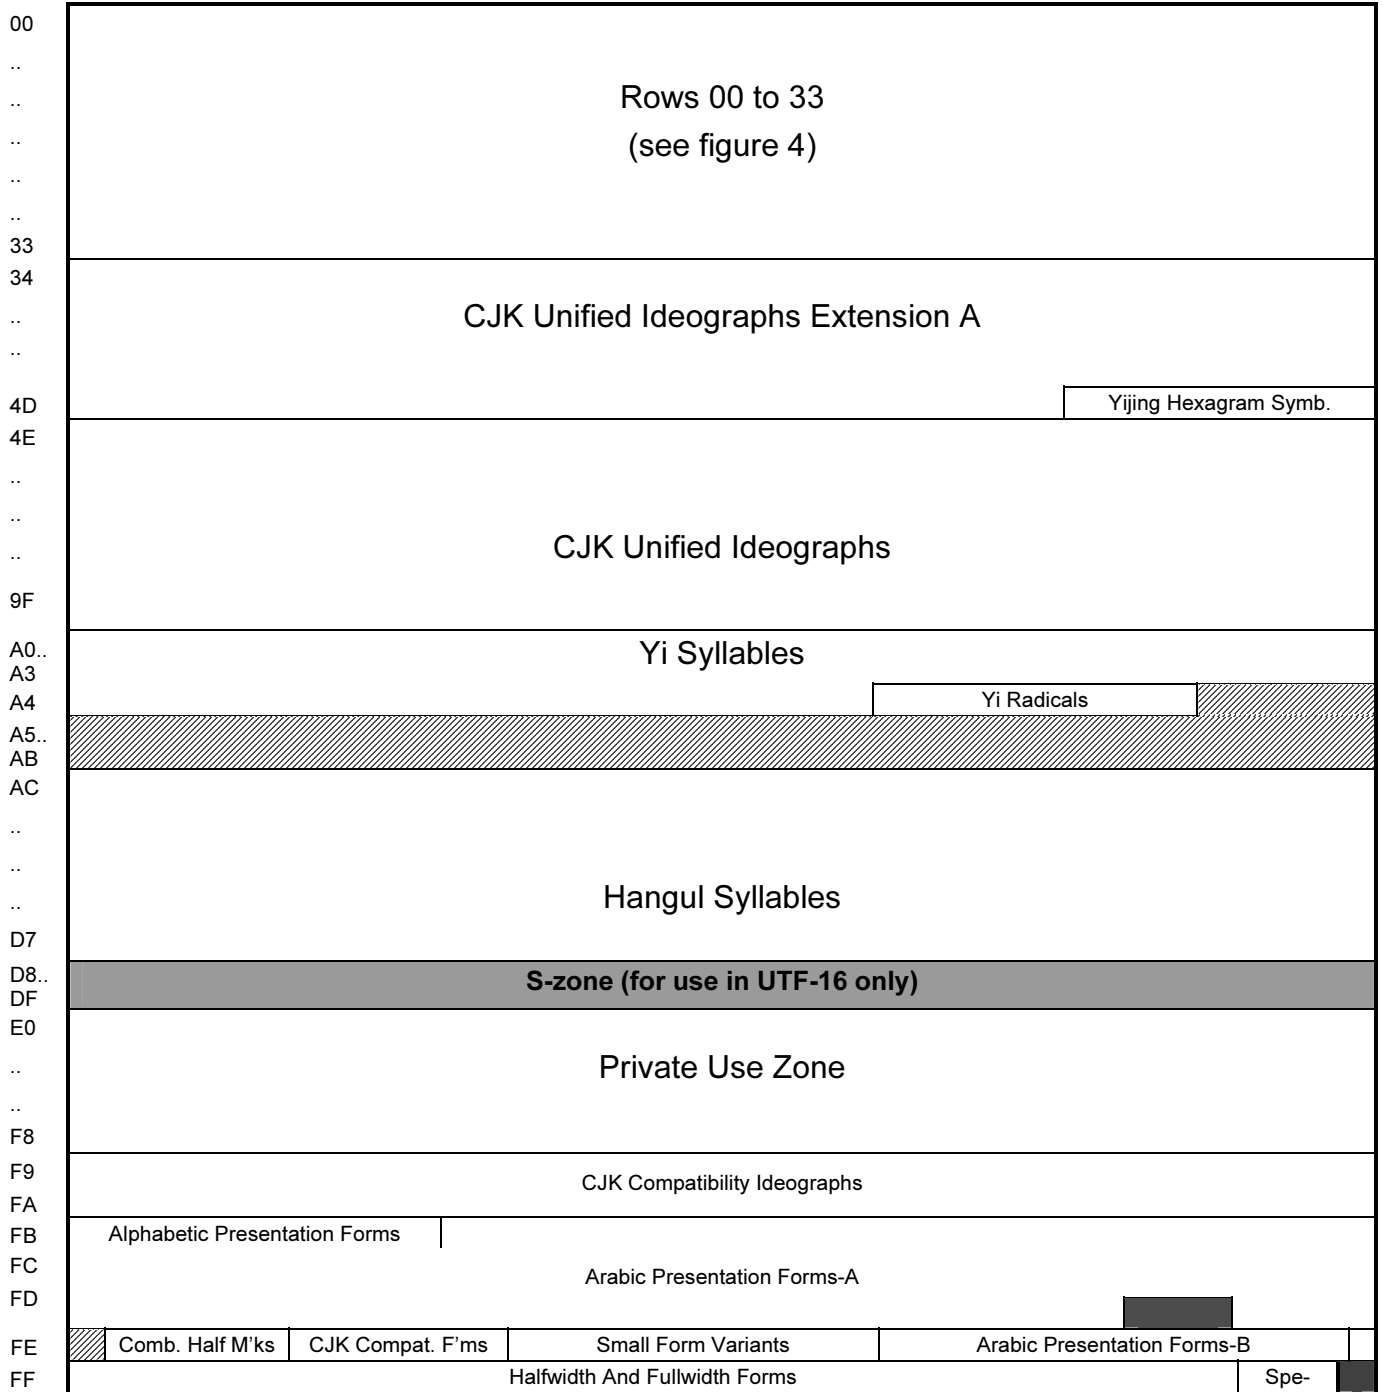 00
..
..
Rows 00 to 33
..
(see figure 4)
..
..
33
34
..
CJK Unified Ideographs Extension A
..
4D
Yijing Hexagram Symb.
4E
..
..
..
CJK Unified Ideographs
9F
A0..
Yi Syllables
A3
A4
Yi Radicals
A5..
AB
AC
..
..
..
Hangul Syllables
D7
D8..
S-zone (for use in UTF-16 only)
DF
E0
..
Private Use Zone
..
F8
F9
CJK Compatibility Ideographs
FA
FB Alphabetic Presentation Forms
FC
Arabic Presentation Forms-A
FD
FE Comb. Half M’ks CJK Compat. F’ms Small Form Variants Arabic Presentation Forms-B
FF Halfwidth And Fullwidth Forms Spe-